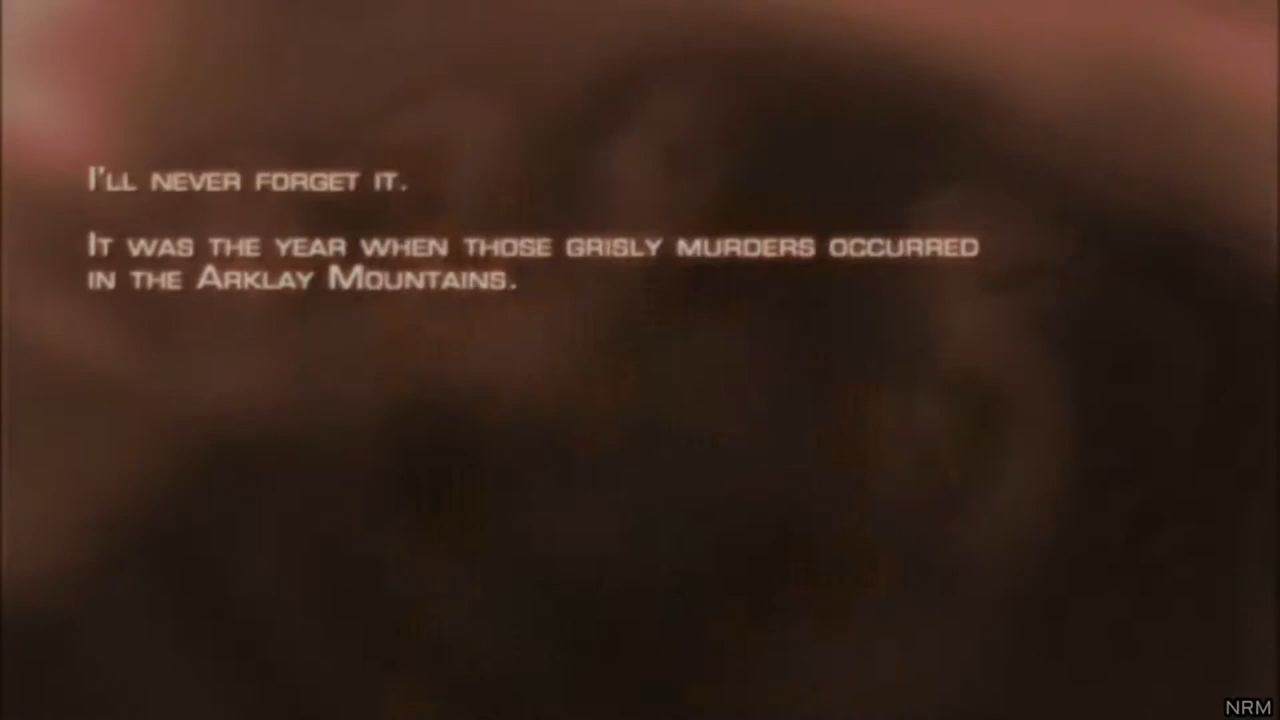 I'll never forget it.
It was the year when those grisly murders occurred
in the Arklay Mountains.
NRM